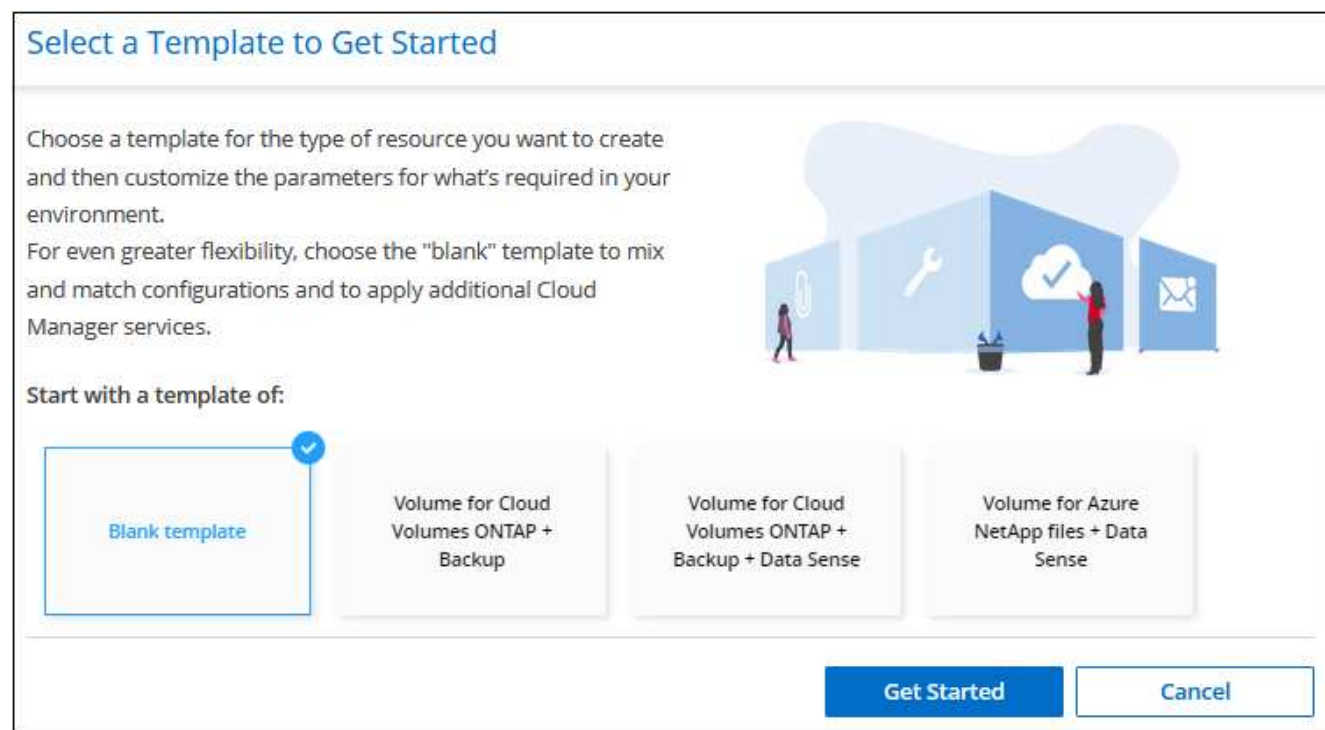 Select a Template to Get Started
Choose a template for the type of resource you want to create
and then customize the parameters for what's required in your
environment.
For even greater flexibility, choose the "blank" template to mix
and match configurations and to apply additional Cloud
Manager services.
Start with a template of:
Blank template
Volume for Cloud
Volumes ONTAP +
Backup
Volume for Cloud
Volumes ONTAP +
Backup + Data Sense
Volume for Azure
NetApp files + Data
Sense
Get Started
Cancel